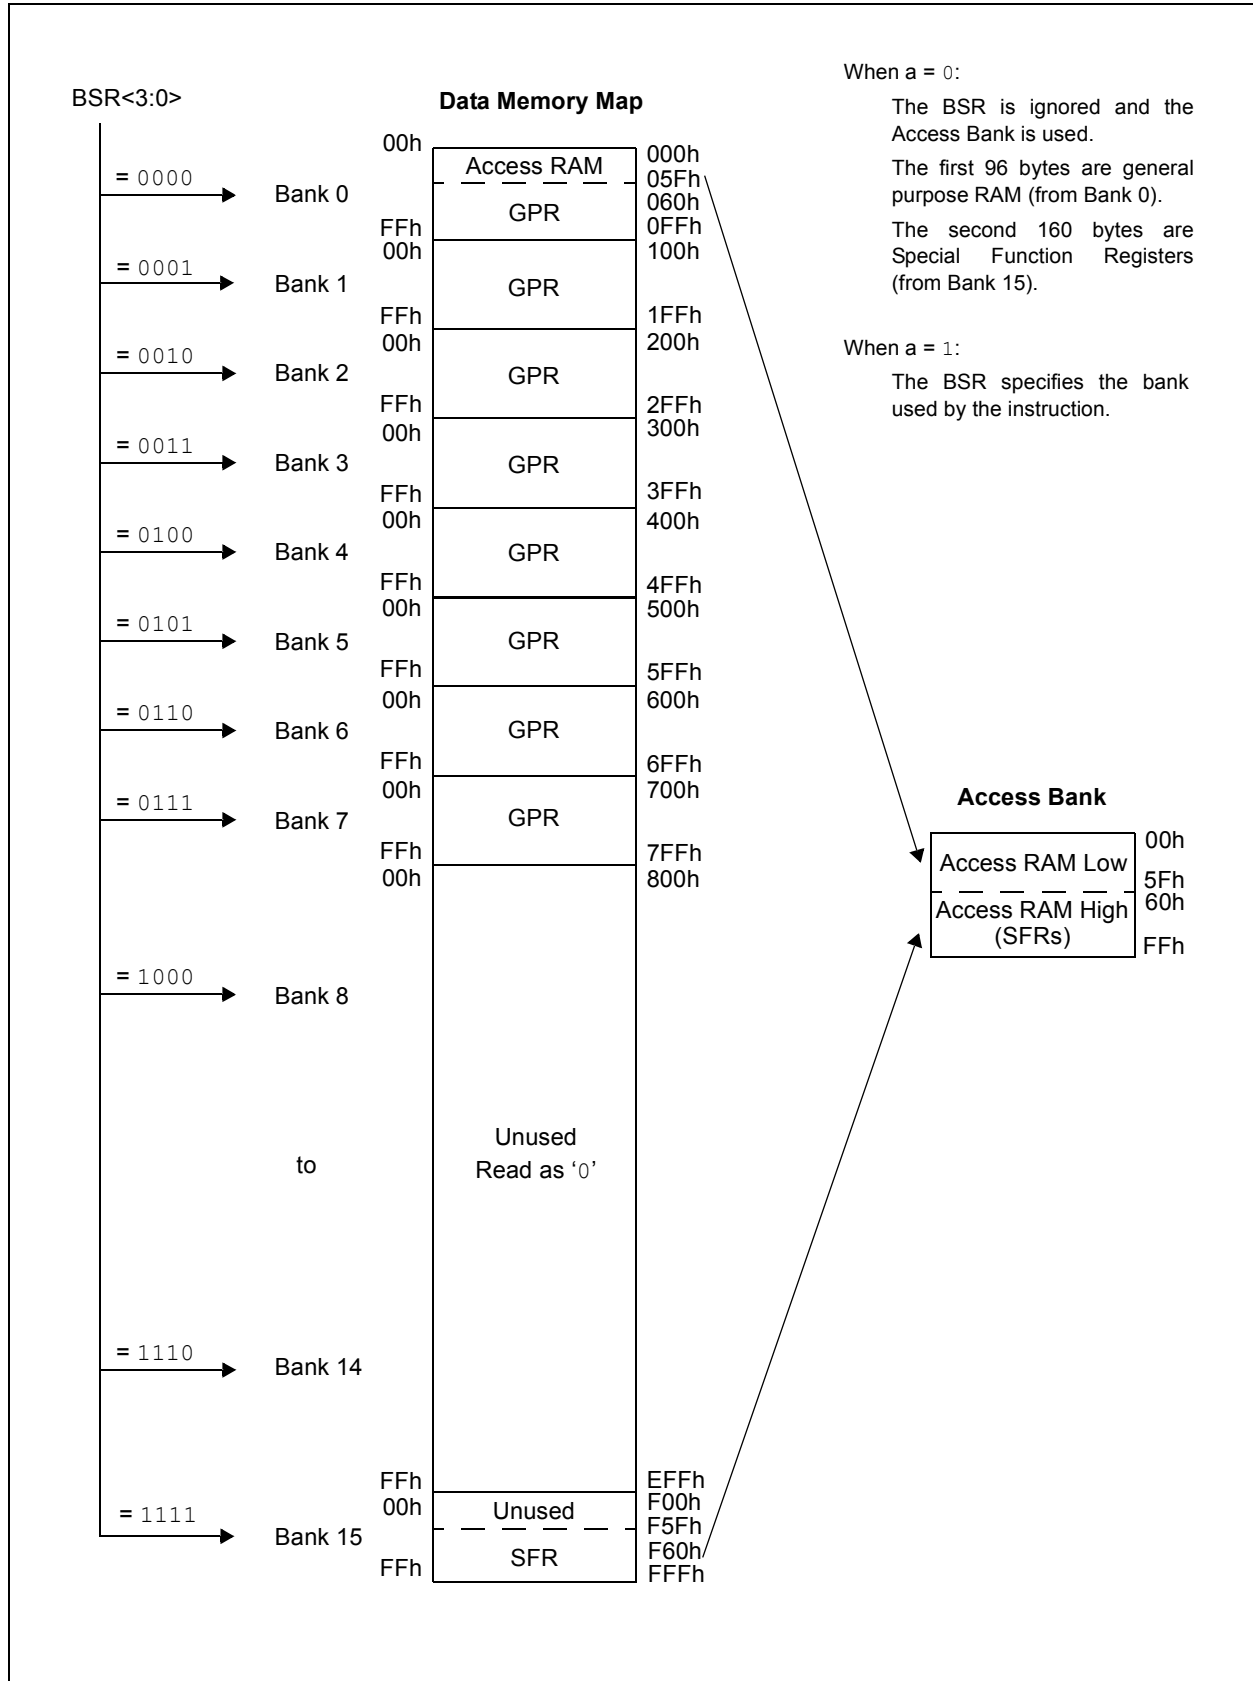 When a = 0:
The BSR is ignored and the
Access Bank is used.
The first 96 bytes are general
purpose RAM (from Bank 0).
The second 160 bytes are
Special Function Registers
(from Bank 15).
When a = 1:
The BSR specifies the bank
used by the instruction.
BSR<3:0>
Data Memory Map
= 0000
Bank 0
00h
Access RAM
000h
05Fh
GPR
060h
FFh
0FFh
= 0001
Bank 1
00h
GPR
100h
FFh
1FFh
= 0010
Bank 2
00h
GPR
200h
FFh
2FFh
= 0011
Bank 3
00h
GPR
300h
FFh
3FFh
= 0100
Bank 4
00h
GPR
400h
FFh
4FFh
= 0101
Bank 5
00h
GPR
500h
FFh
5FFh
= 0110
Bank 6
00h
GPR
600h
FFh
6FFh
= 0111
Bank 7
00h
GPR
700h
FFh
7FFh
= 1000
Bank 8
00h
800h
to
Unused
Read as ‘0’
= 1110
Bank 14
FFh
EFFh
= 1111
Bank 15
00h
Unused
F00h
F5Fh
SFR
F60h
FFh
FFFh
Access Bank
Access RAM Low
00h
5Fh
Access RAM High
(SFRs)
60h
FFh